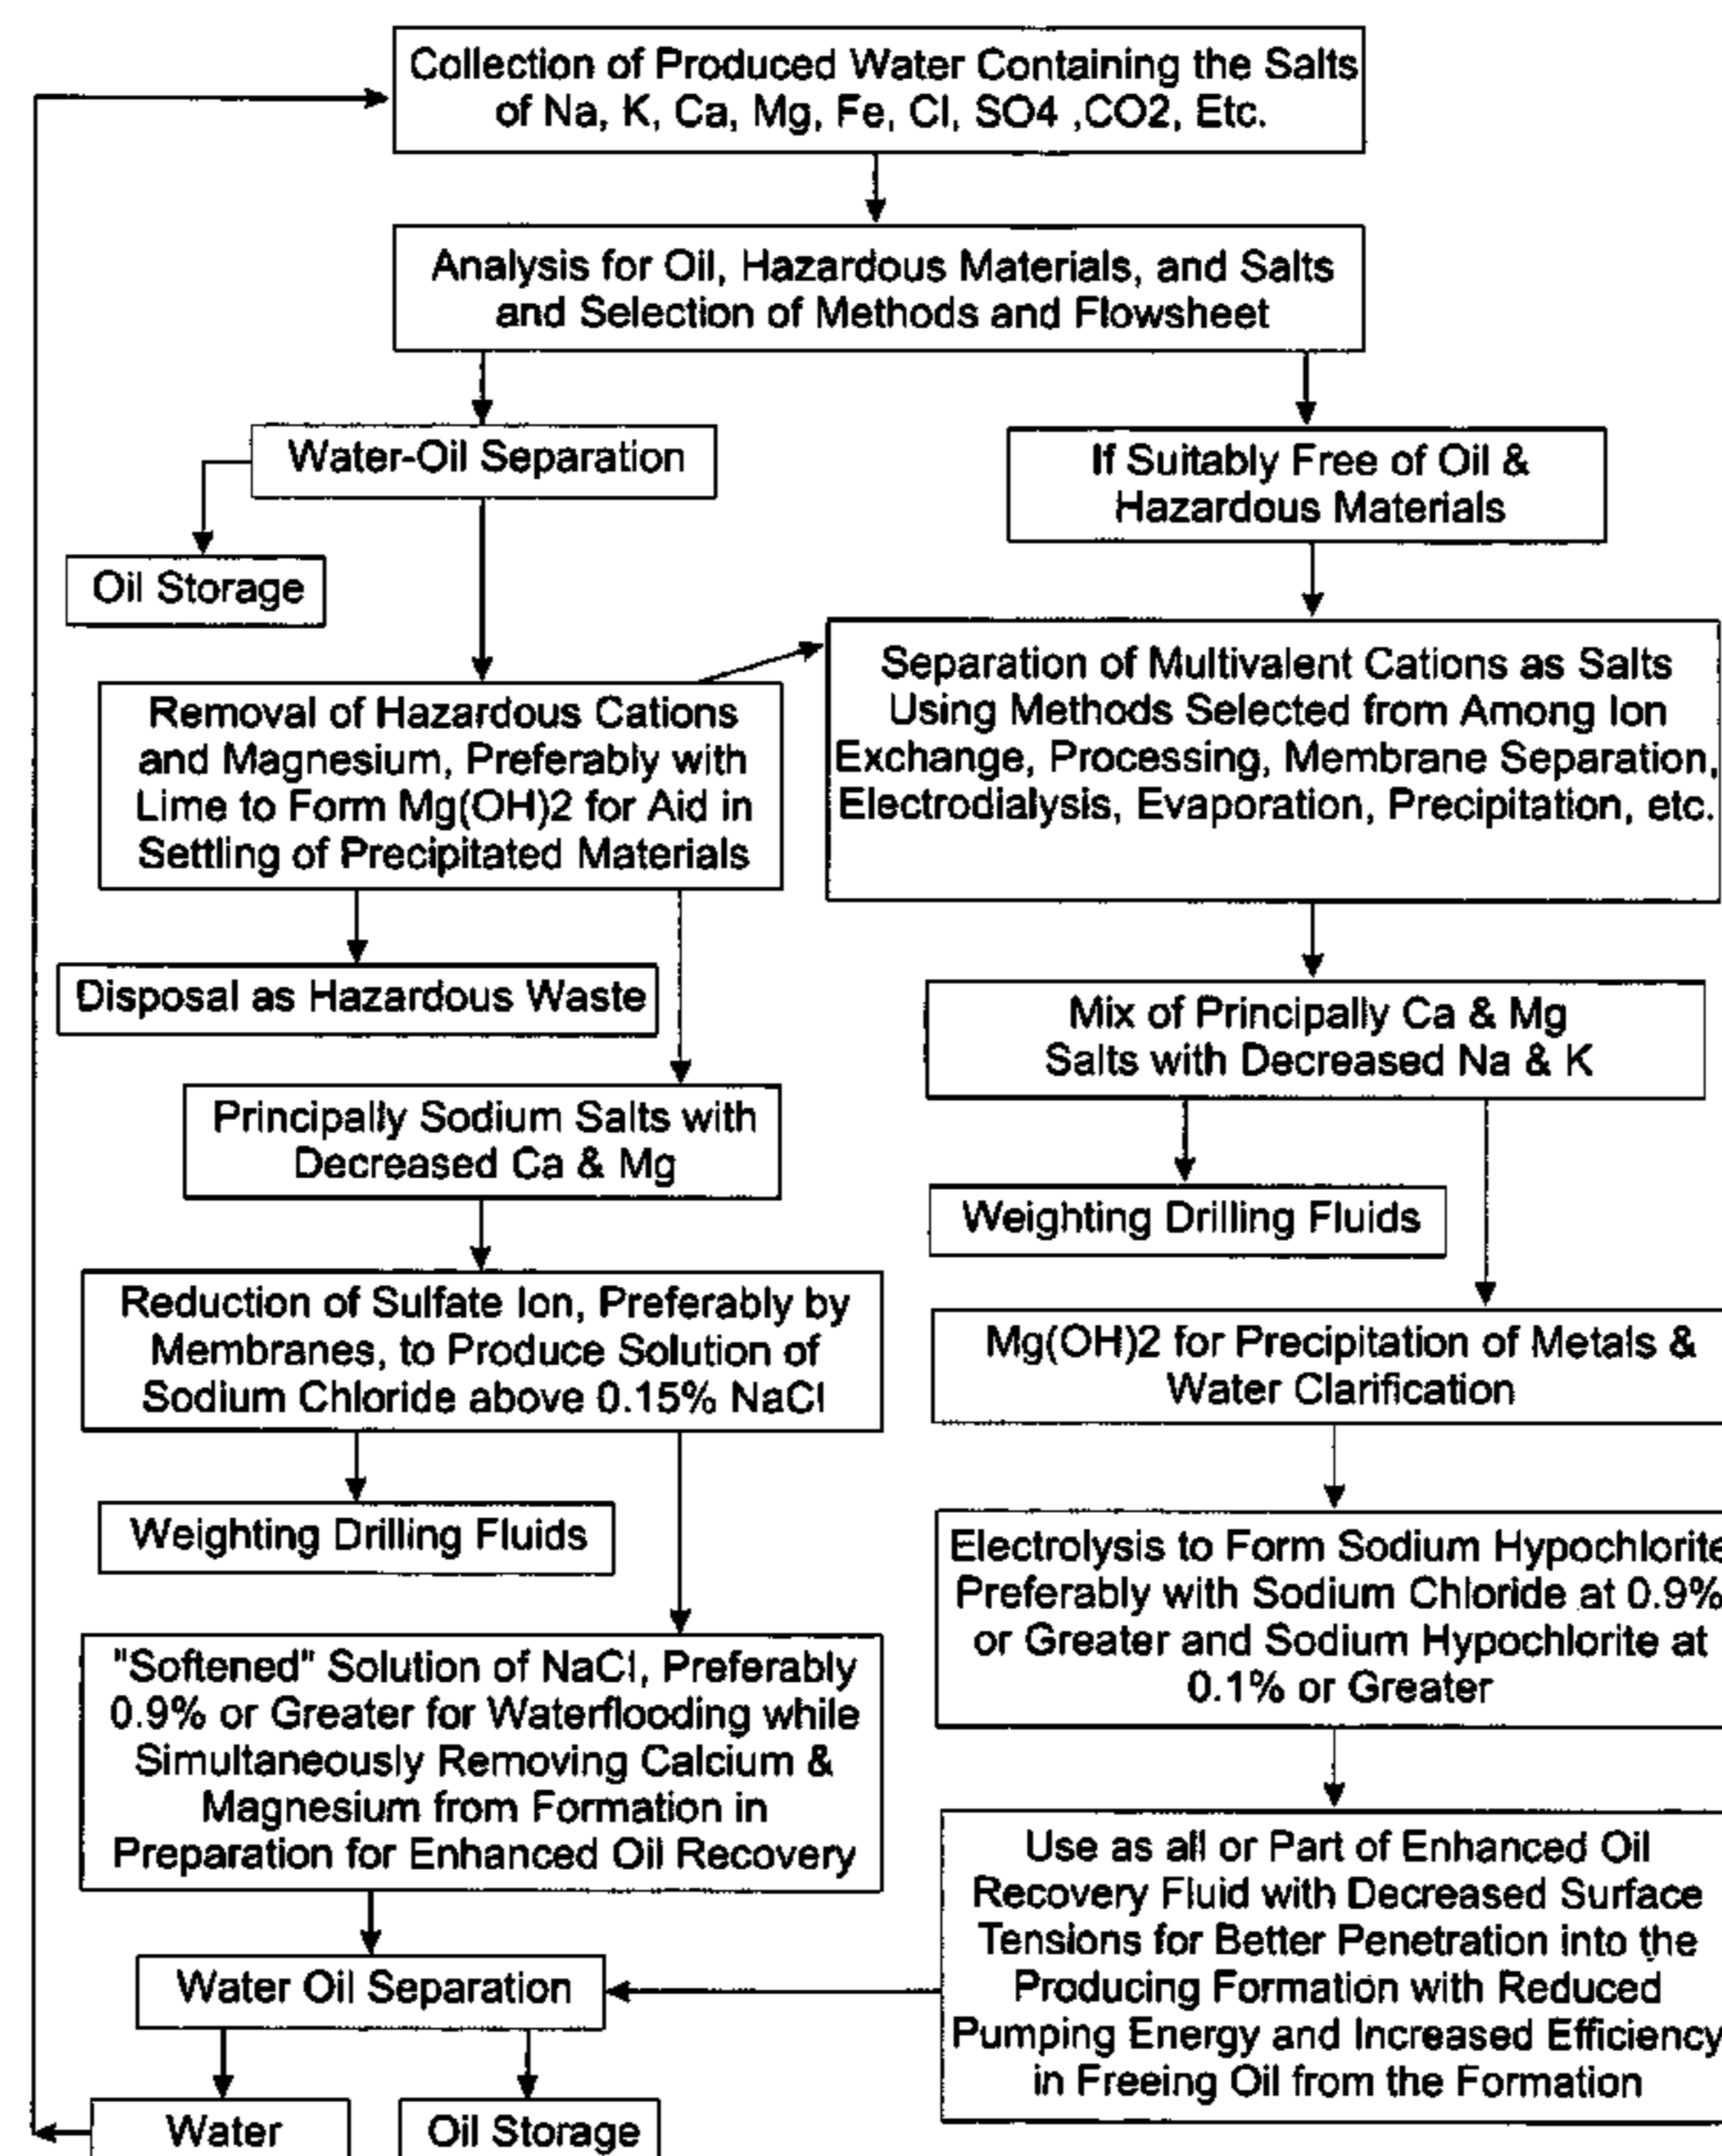 Collection of Produced Water Containing the Salts
of Na, K, Ca, Mg, Fe, Cl, SO4 ,CO2, Etc.
Analysis for Oil, Hazardous Materials, and Salts
and Selection of Methods and Flowsheet
Water-Oil Separation
If Suitably Free of Oil &
Hazardous Materials
Oil Storage
Separation of Multivalent Cations as Salts
Using Methods Selected from Among Ion
Exchange, Processing, Membrane Separation,
Electrodialysis, Evaporation, Precipitation, etc.
Removal of Hazardous Cations
and Magnesium, Preferably with
Lime to Form Mg(OH)2 for Aid in
Settling of Precipitated Materials
Disposal as Hazardous Waste
Mix of Principally Ca & Mg
Salts with Decreased Na & K
Principally Sodium Salts with
Decreased Ca & Mg
Weighting Drilling Fluids
Reduction of Sulfate Ion, Preferably by
Membranes, to Produce Solution of
Sodium Chloride above 0.15% NaCl
Mg(OH)2 for Precipitation of Metals &
Water Clarification
Weighting Drilling Fluids
Electrolysis to Form Sodium Hypochlorite
Preferably with Sodium Chloride at 0.9%
or Greater and Sodium Hypochlorite at
0.1% or Greater
"Softened" Solution of NaCl, Preferably
0.9% or Greater for Waterflooding while
Simultaneously Removing Calcium &
Magnesium from Formation in
Preparation for Enhanced Oil Recovery
Use as all or Part of Enhanced Oil
Recovery Fluid with Decreased Surface
Tensions for Better Penetration into the
Producing Formation with Reduced
Pumping Energy and Increased Efficiency
in Freeing Oil from the Formation
Water Oil Separation
Water
Oil Storage